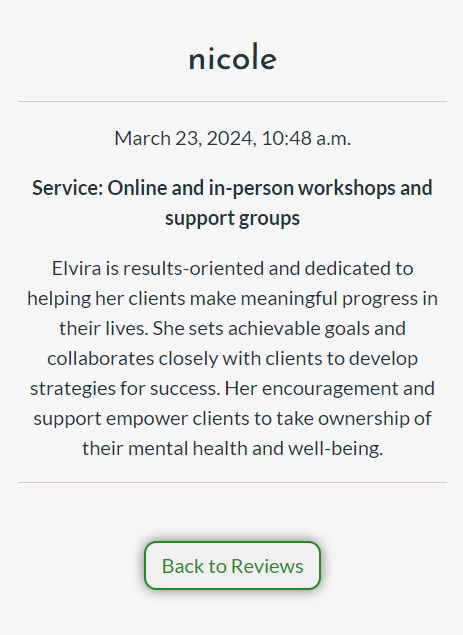 nicole
March 23, 2024, 10:48 a.m.
Service: Online and in-person workshops and
support groups
Elvira is results-oriented and dedicated to
helping her clients make meaningful progress in
their lives. She sets achievable goals and
collaborates closely with clients to develop
strategies for success. Her encouragement and
support empower clients to take ownership of
their mental health and well-being.
Back to Reviews